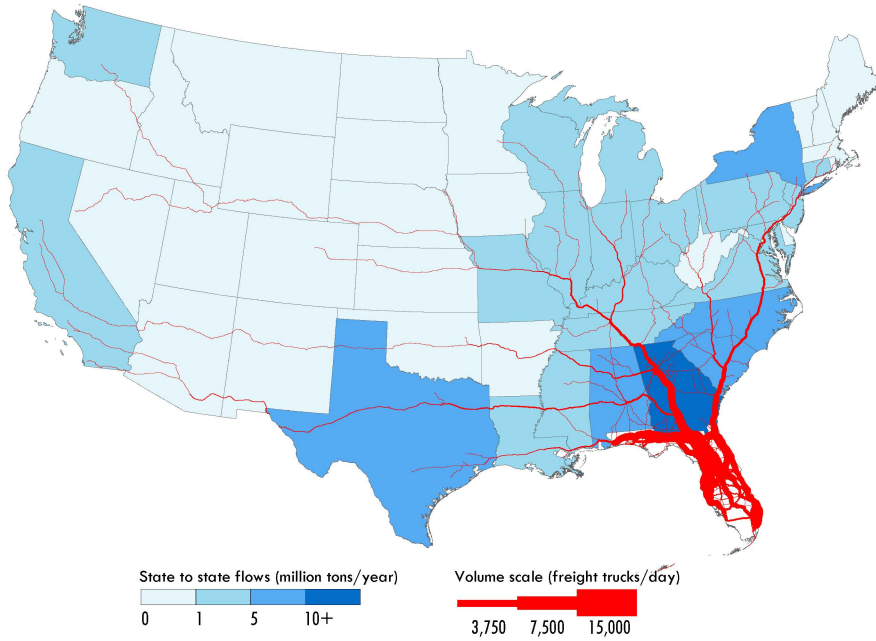 State to state flows (million tons/year)
0 1 5 10+
Volume scale (freight trucks/day)
3,750 7,500 15,000